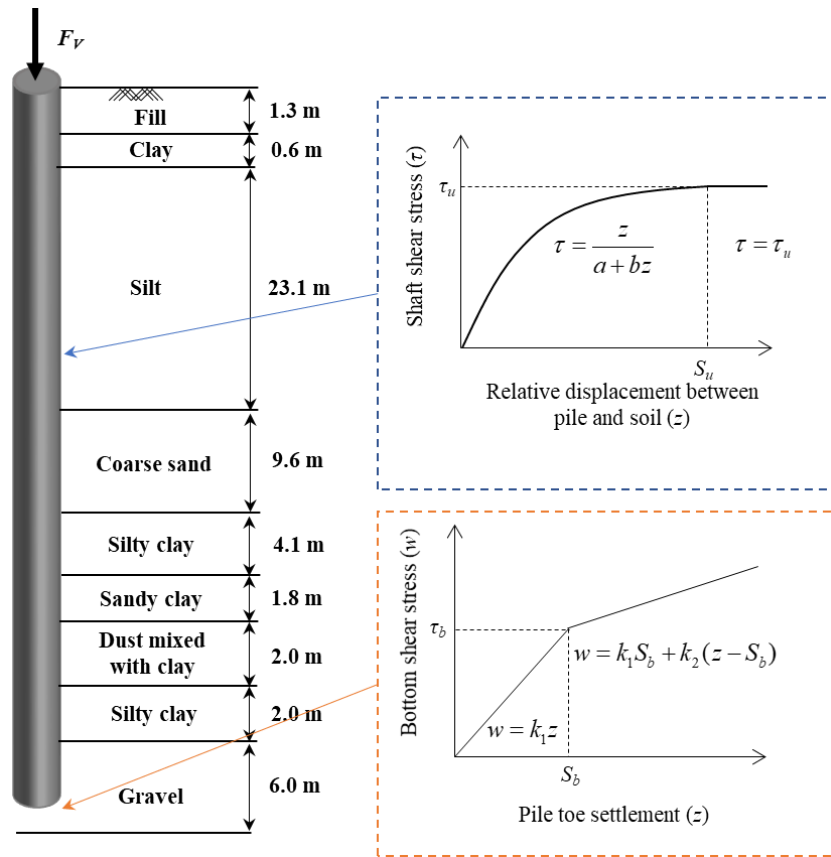 F_V
Fill
1.3 m
Clay
0.6 m
Silt
23.1 m
Coarse sand
9.6 m
Silty clay
4.1 m
Sandy clay
1.8 m
Dust mixed
with clay
2.0 m
Silty clay
2.0 m
Gravel
6.0 m
Shaft shear stress (τ)
τ_u
τ = z / (a + bz)
τ = τ_u
S_u
Relative displacement between
pile and soil (z)
Bottom shear stress (w)
τ_b
w = k_1 S_b + k_2 (z − S_b)
w = k_1 z
S_b
Pile toe settlement (z)